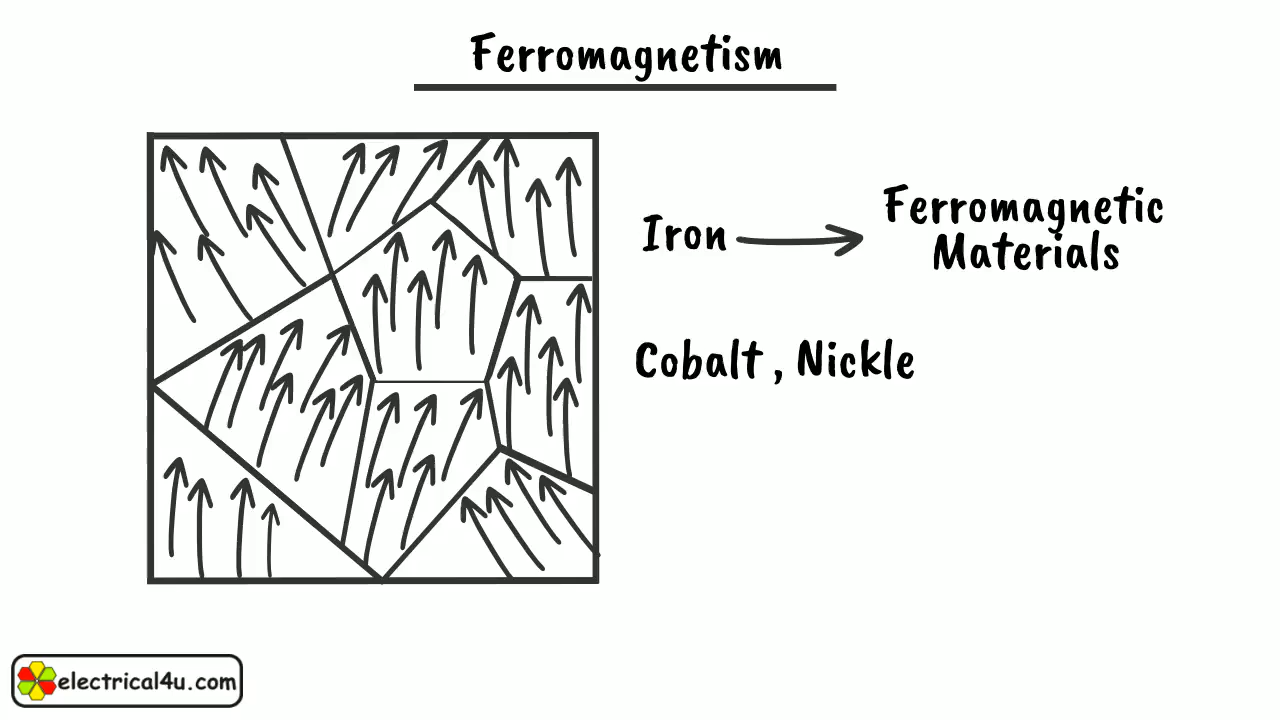 Ferromagnetism
Iron
Ferromagnetic
Materials
Cobalt, Nickle
electrical4u.com